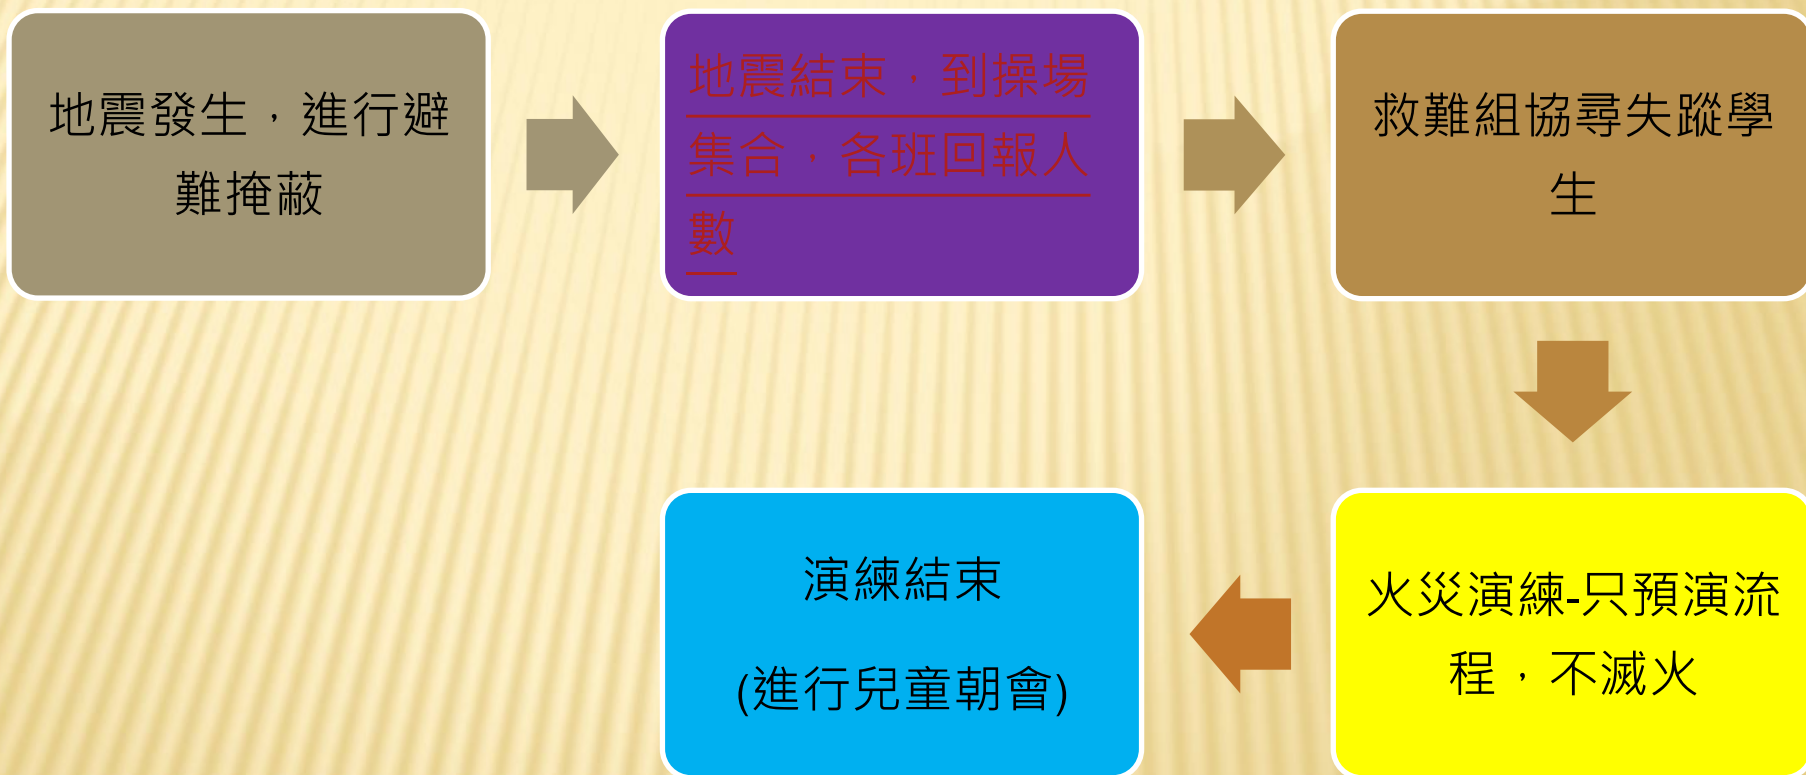 地震發生，進行避
難掩蔽
地震結束，到操場
集合，各班回報人
數
救難組協尋失蹤學
生
火災演練-只預演流
程，不滅火
演練結束
(進行兒童朝會)